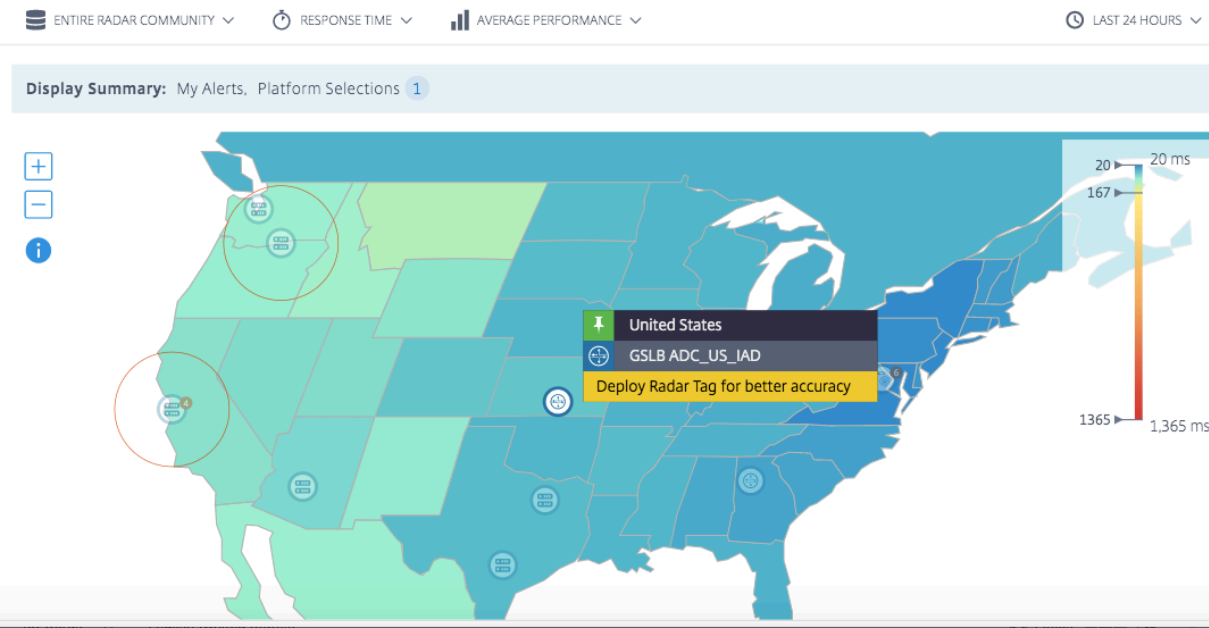 ENTIRE RADAR COMMUNITY RESPONSE TIME AVERAGE PERFORMANCE LAST 24 HOURS
Display Summary: My Alerts, Platform Selections 1
+
−
i
20 20 ms
167
United States
GSLB ADC_US_IAD
6
Deploy Radar Tag for better accuracy
4
1365 1,365 ms